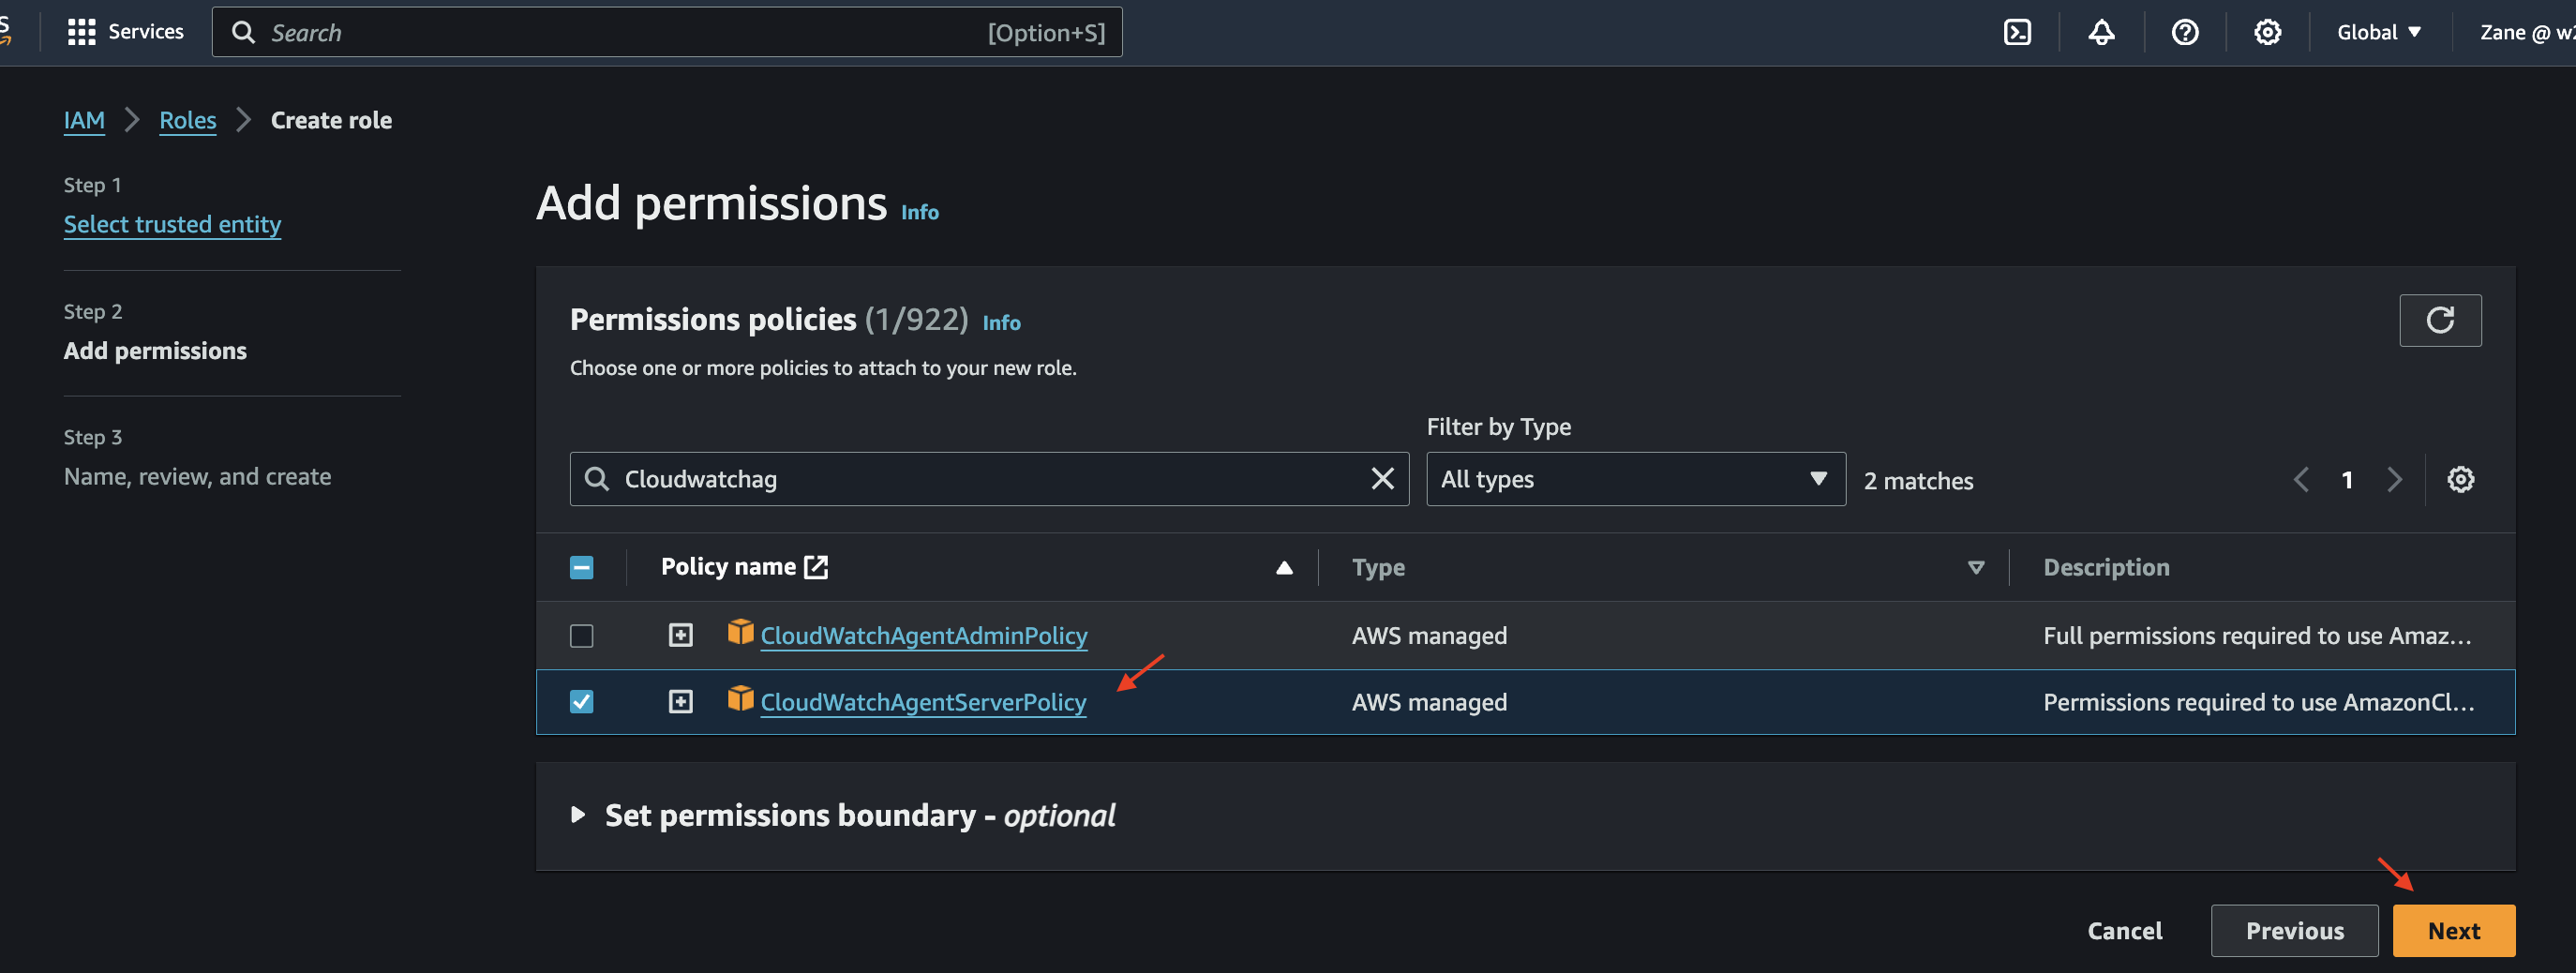 Services
Search
[Option+S]
Global
Zane @
IAM
Roles
Create role
Step 1
Select trusted entity
Step 2
Add permissions
Step 3
Name, review, and create
Add permissions Info
Permissions policies (1/922) Info
Choose one or more policies to attach to your new role.
Filter by Type
Cloudwatchag
All types
2 matches
1
Policy name
Type
Description
CloudWatchAgentAdminPolicy
AWS managed
Full permissions required to use Amaz...
CloudWatchAgentServerPolicy
AWS managed
Permissions required to use AmazonCl...
Set permissions boundary - optional
Cancel
Previous
Next